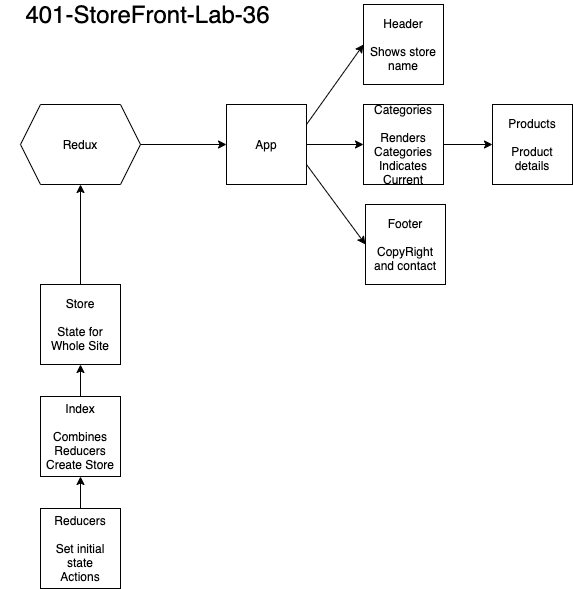 401-StoreFront-Lab-36
Header
Shows store
name
Redux
App
Categories
Renders
Categories
Indicates
Current
Products
Product
details
Footer
CopyRight
and contact
Store
State for
Whole Site
Index
Combines
Reducers
Create Store
Reducers
Set initial
state
Actions